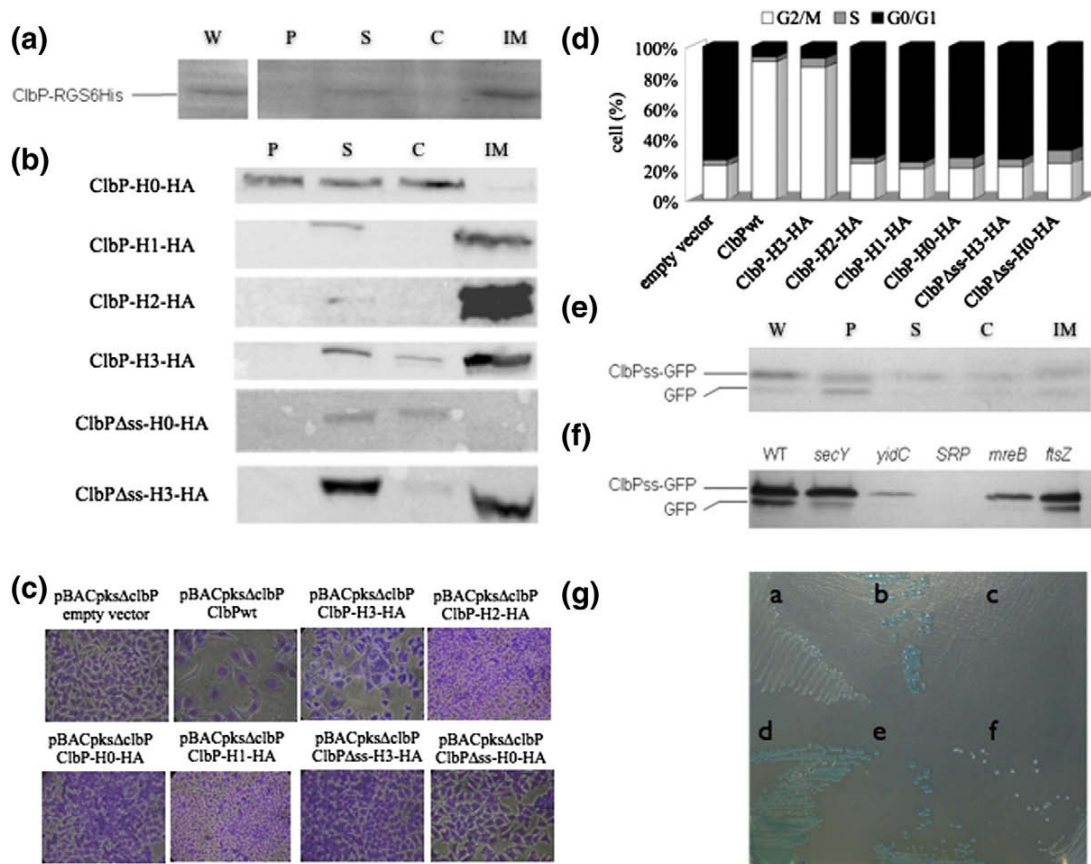 (a)
W P S C IM
ClbP-RGS6His
(b)
P S C IM
ClbP-H0-HA
ClbP-H1-HA
ClbP-H2-HA
ClbP-H3-HA
ClbPΔss-H0-HA
ClbPΔss-H3-HA
(c)
pBACpksΔclbP
empty vector
pBACpksΔclbP
ClbPwt
pBACpksΔclbP
ClbP-H3-HA
pBACpksΔclbP
ClbP-H2-HA
pBACpksΔclbP
ClbP-H0-HA
pBACpksΔclbP
ClbP-H1-HA
pBACpksΔclbP
ClbPΔss-H3-HA
pBACpksΔclbP
ClbPΔss-H0-HA
(d)
G2/M S G0/G1
100%
80%
60%
40%
20%
0%
cell (%)
empty vector
ClbPwt
ClbP-H3-HA
ClbP-H2-HA
ClbP-H1-HA
ClbP-H0-HA
ClbPΔss-H3-HA
ClbPΔss-H0-HA
(e)
W P S C IM
ClbPss-GFP
GFP
(f)
WT secY yidC SRP mreB ftsZ
ClbPss-GFP
GFP
(g)
a b c
d e f